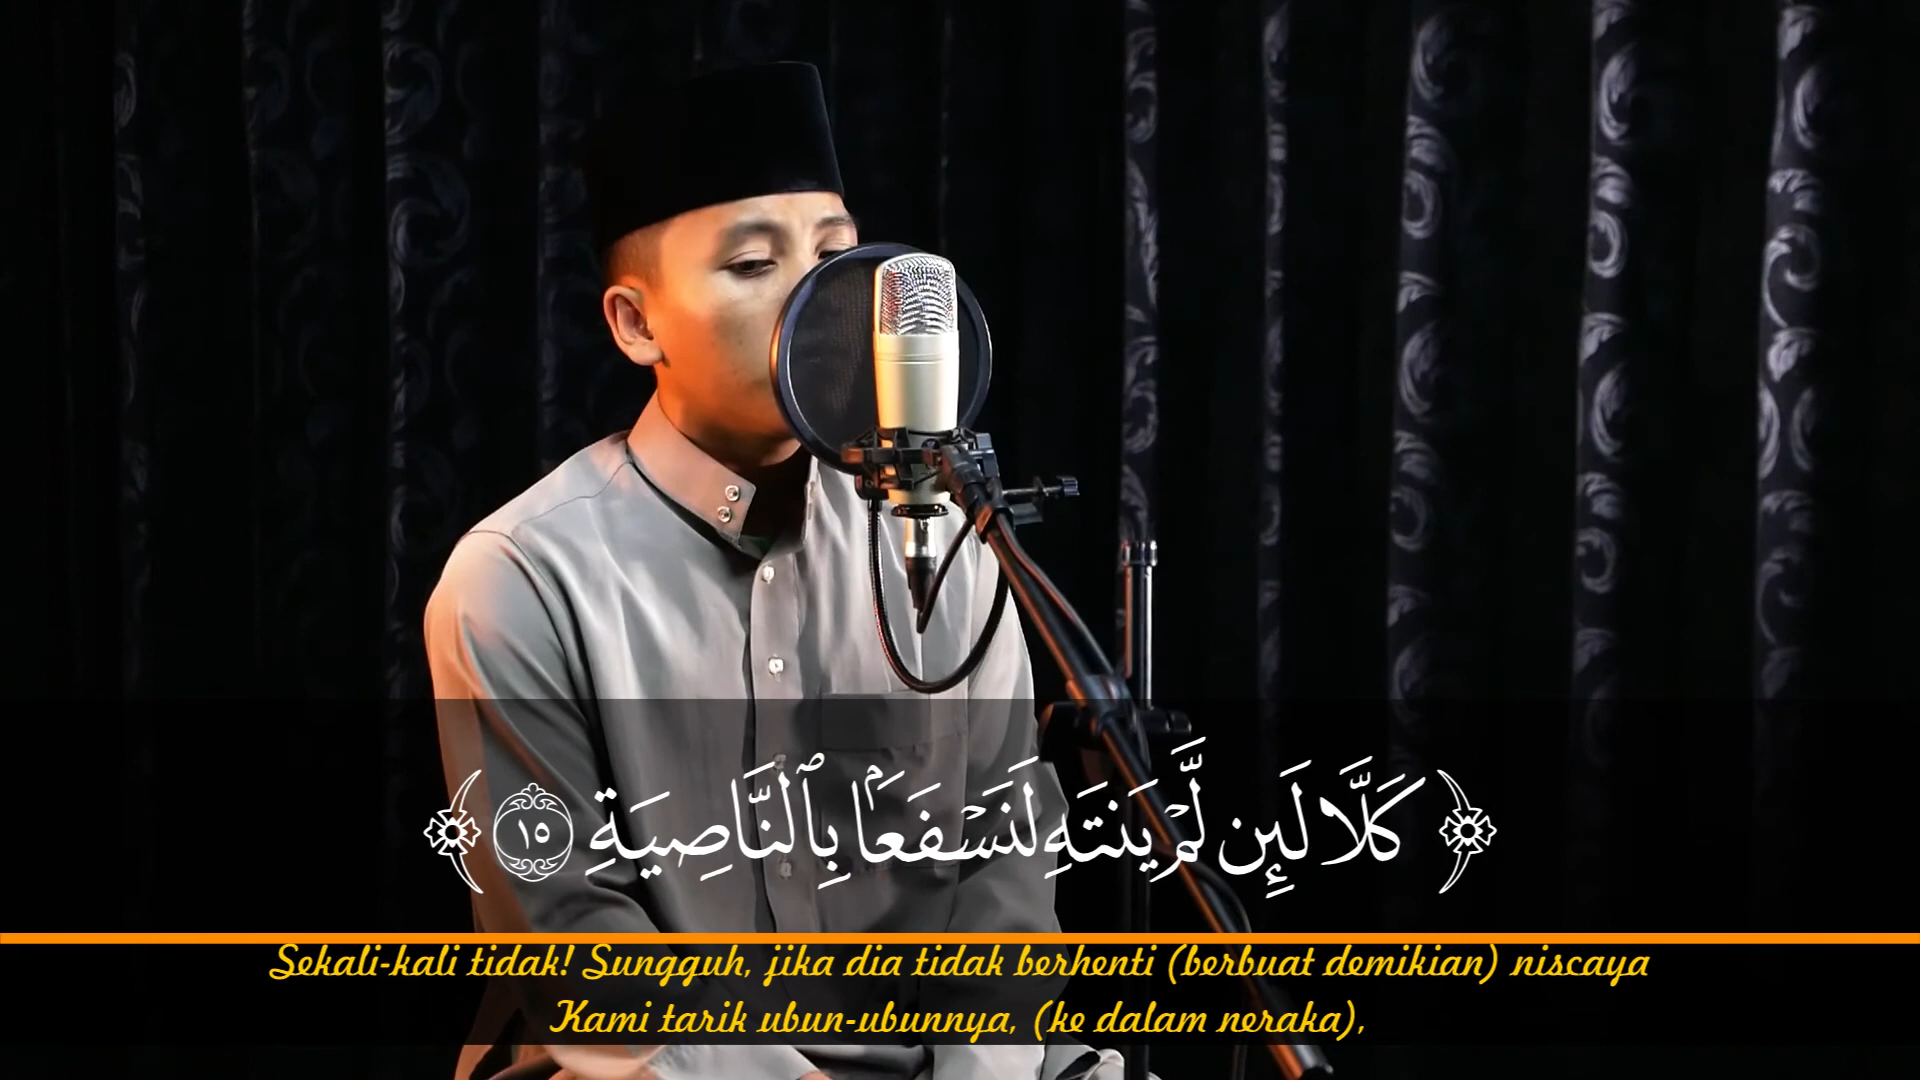 ﴿ كَلَّا لَئِن لَّمْ يَنتَهِ لَنَسْفَعًۢا بِٱلنَّاصِيَةِ ١٥ ﴾
Sekali-kali tidak! Sungguh, jika dia tidak berhenti (berbuat demikian) niscaya
Kami tarik ubun-ubunnya, (ke dalam neraka),